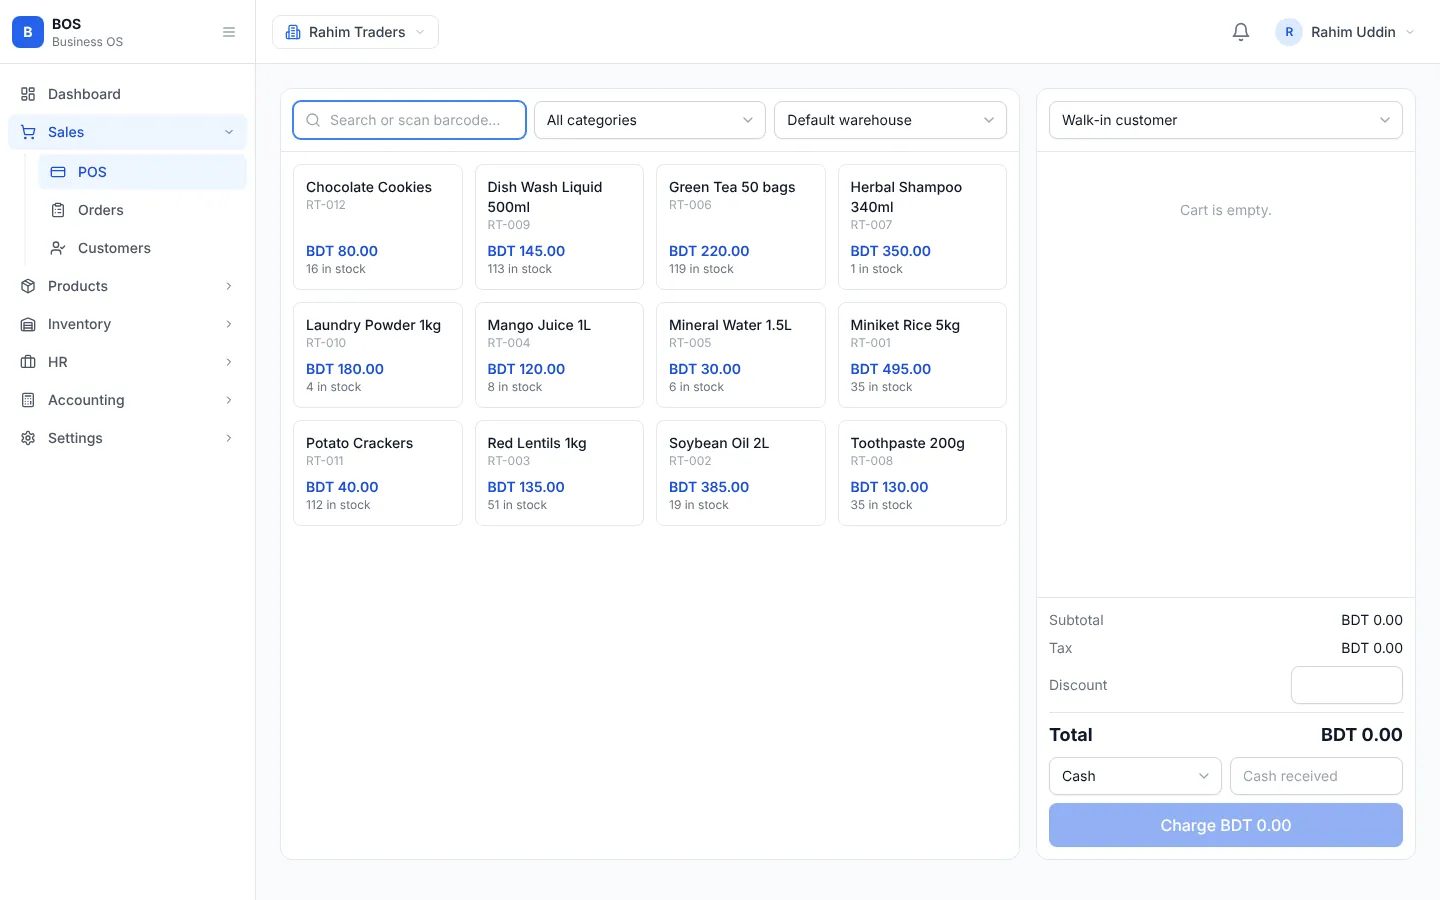 BOS
Business OS
Rahim Traders
R
Rahim Uddin
B
Dashboard
Sales
POS
Orders
Customers
Products
Inventory
HR
Accounting
Settings
Search or scan barcode...
All categories
Default warehouse
Chocolate Cookies
RT-012
BDT 80.00
16 in stock
Dish Wash Liquid
500ml
RT-009
BDT 145.00
113 in stock
Green Tea 50 bags
RT-006
BDT 220.00
119 in stock
Herbal Shampoo
340ml
RT-007
BDT 350.00
1 in stock
Laundry Powder 1kg
RT-010
BDT 180.00
4 in stock
Mango Juice 1L
RT-004
BDT 120.00
8 in stock
Mineral Water 1.5L
RT-005
BDT 30.00
6 in stock
Miniket Rice 5kg
RT-001
BDT 495.00
35 in stock
Potato Crackers
RT-011
BDT 40.00
112 in stock
Red Lentils 1kg
RT-003
BDT 135.00
51 in stock
Soybean Oil 2L
RT-002
BDT 385.00
19 in stock
Toothpaste 200g
RT-008
BDT 130.00
35 in stock
Walk-in customer
Cart is empty.
Subtotal BDT 0.00
Tax BDT 0.00
Discount
Total BDT 0.00
Cash
Cash received
Charge BDT 0.00